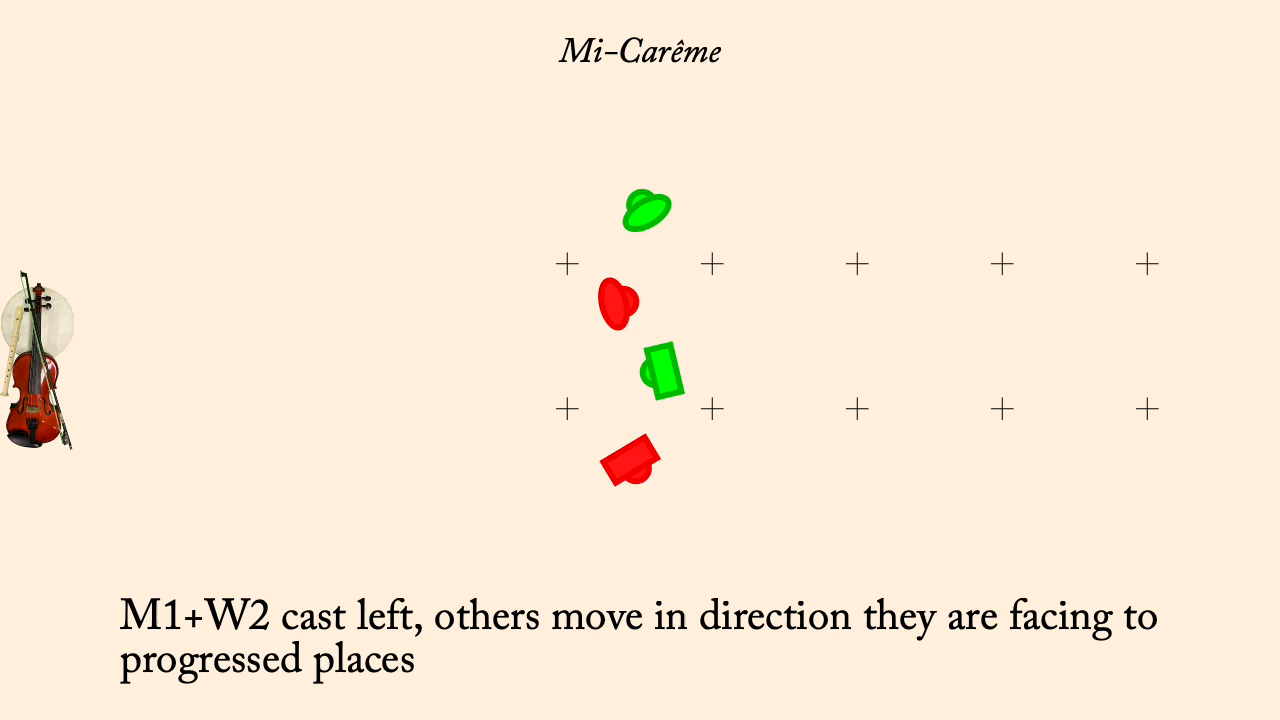 Mi-Carême
M1+W2 cast left, others move in direction they are facing to
progressed places